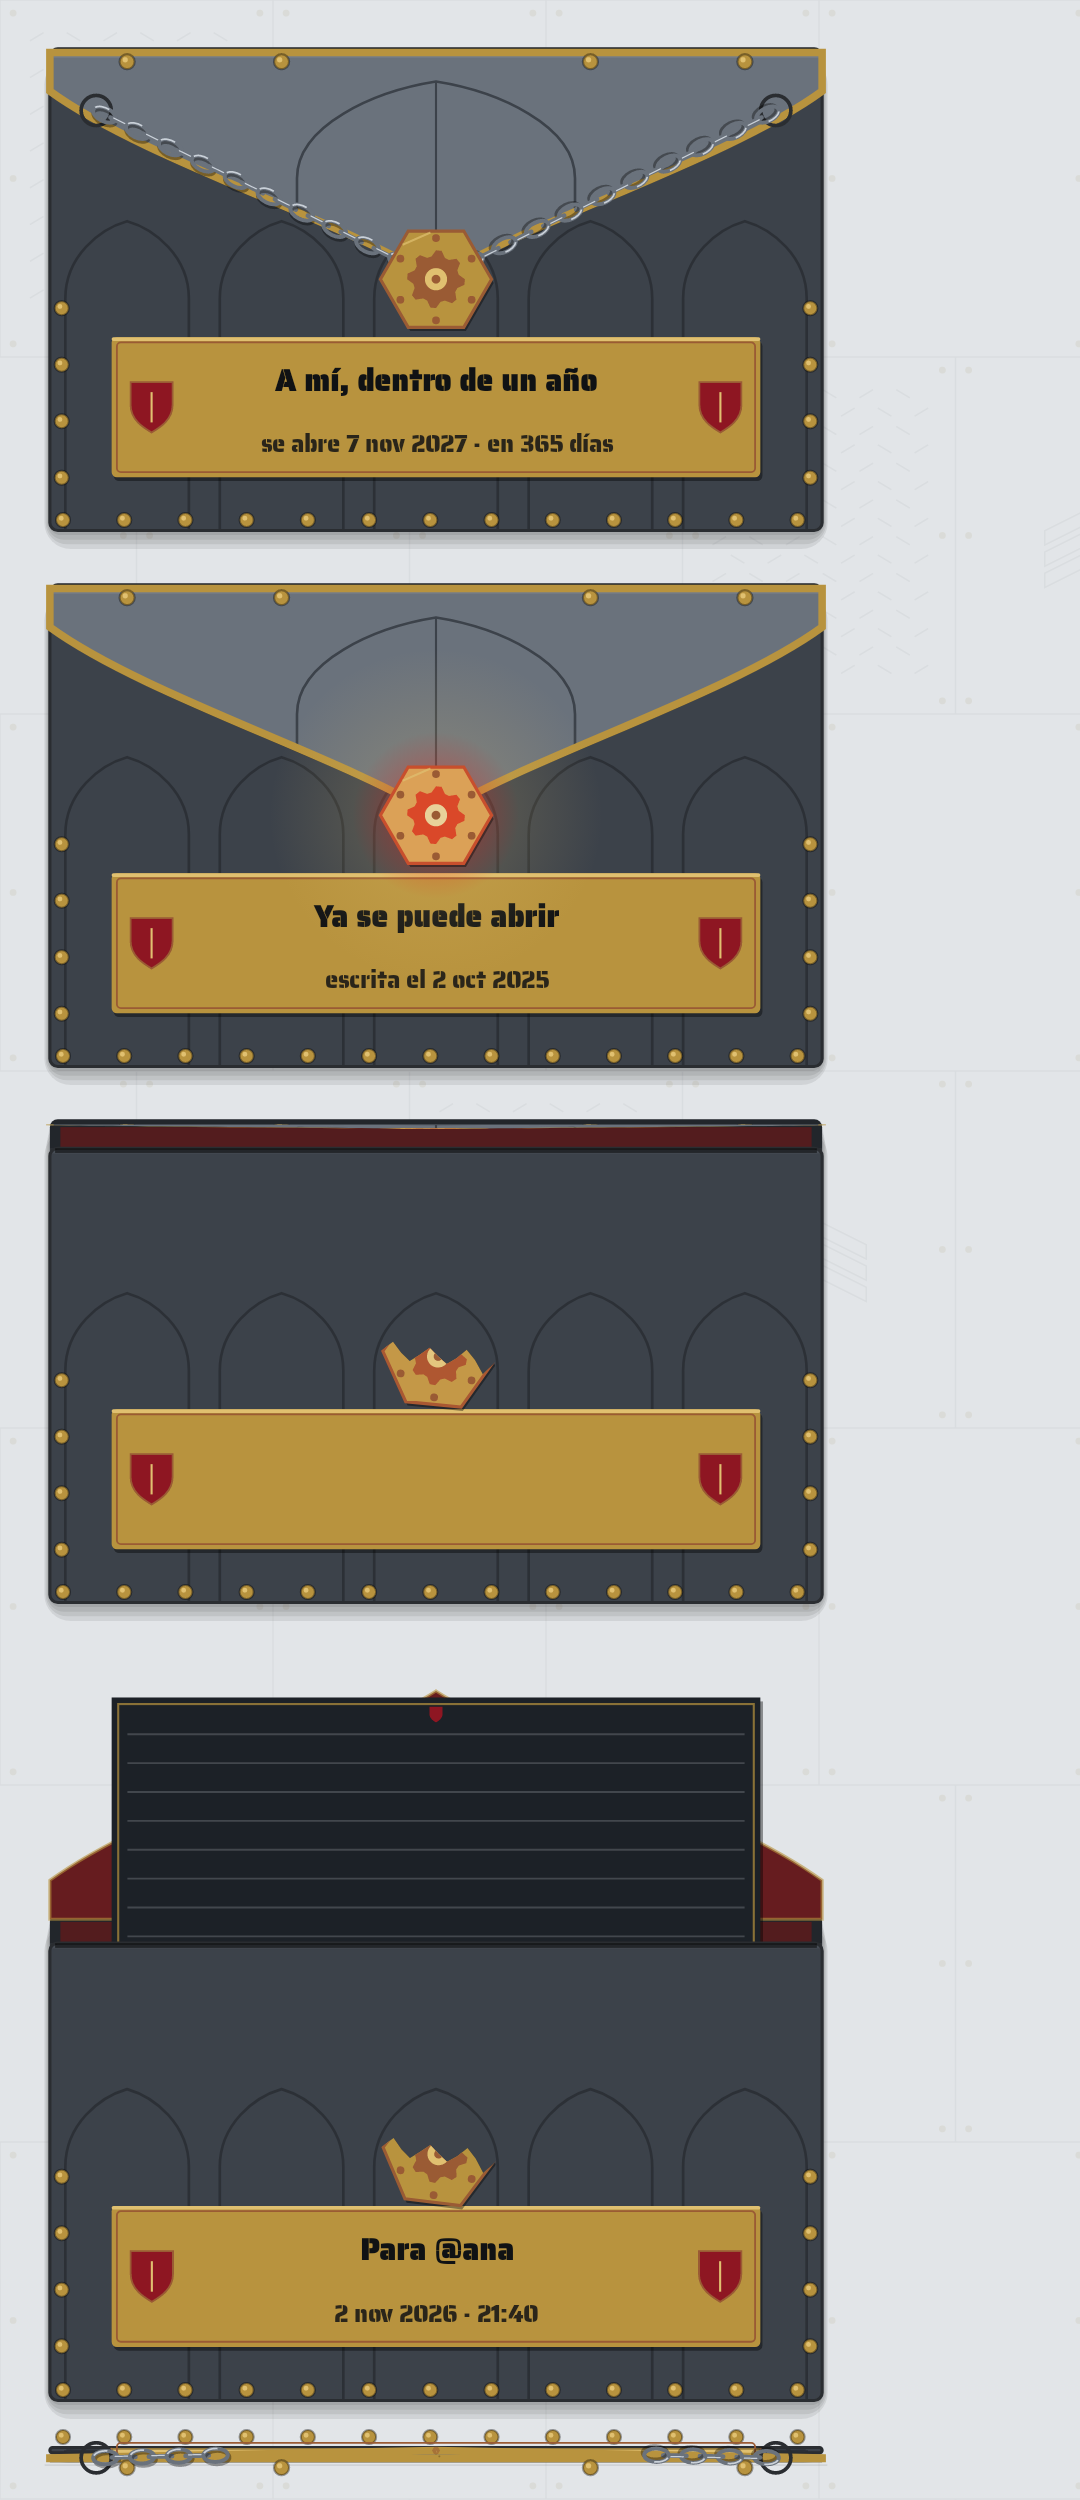 A mí, dentro de un año
se abre 7 nov 2027 · en 365 días
Ya se puede abrir
escrita el 2 oct 2025
Para @ana
2 nov 2026 · 21:40